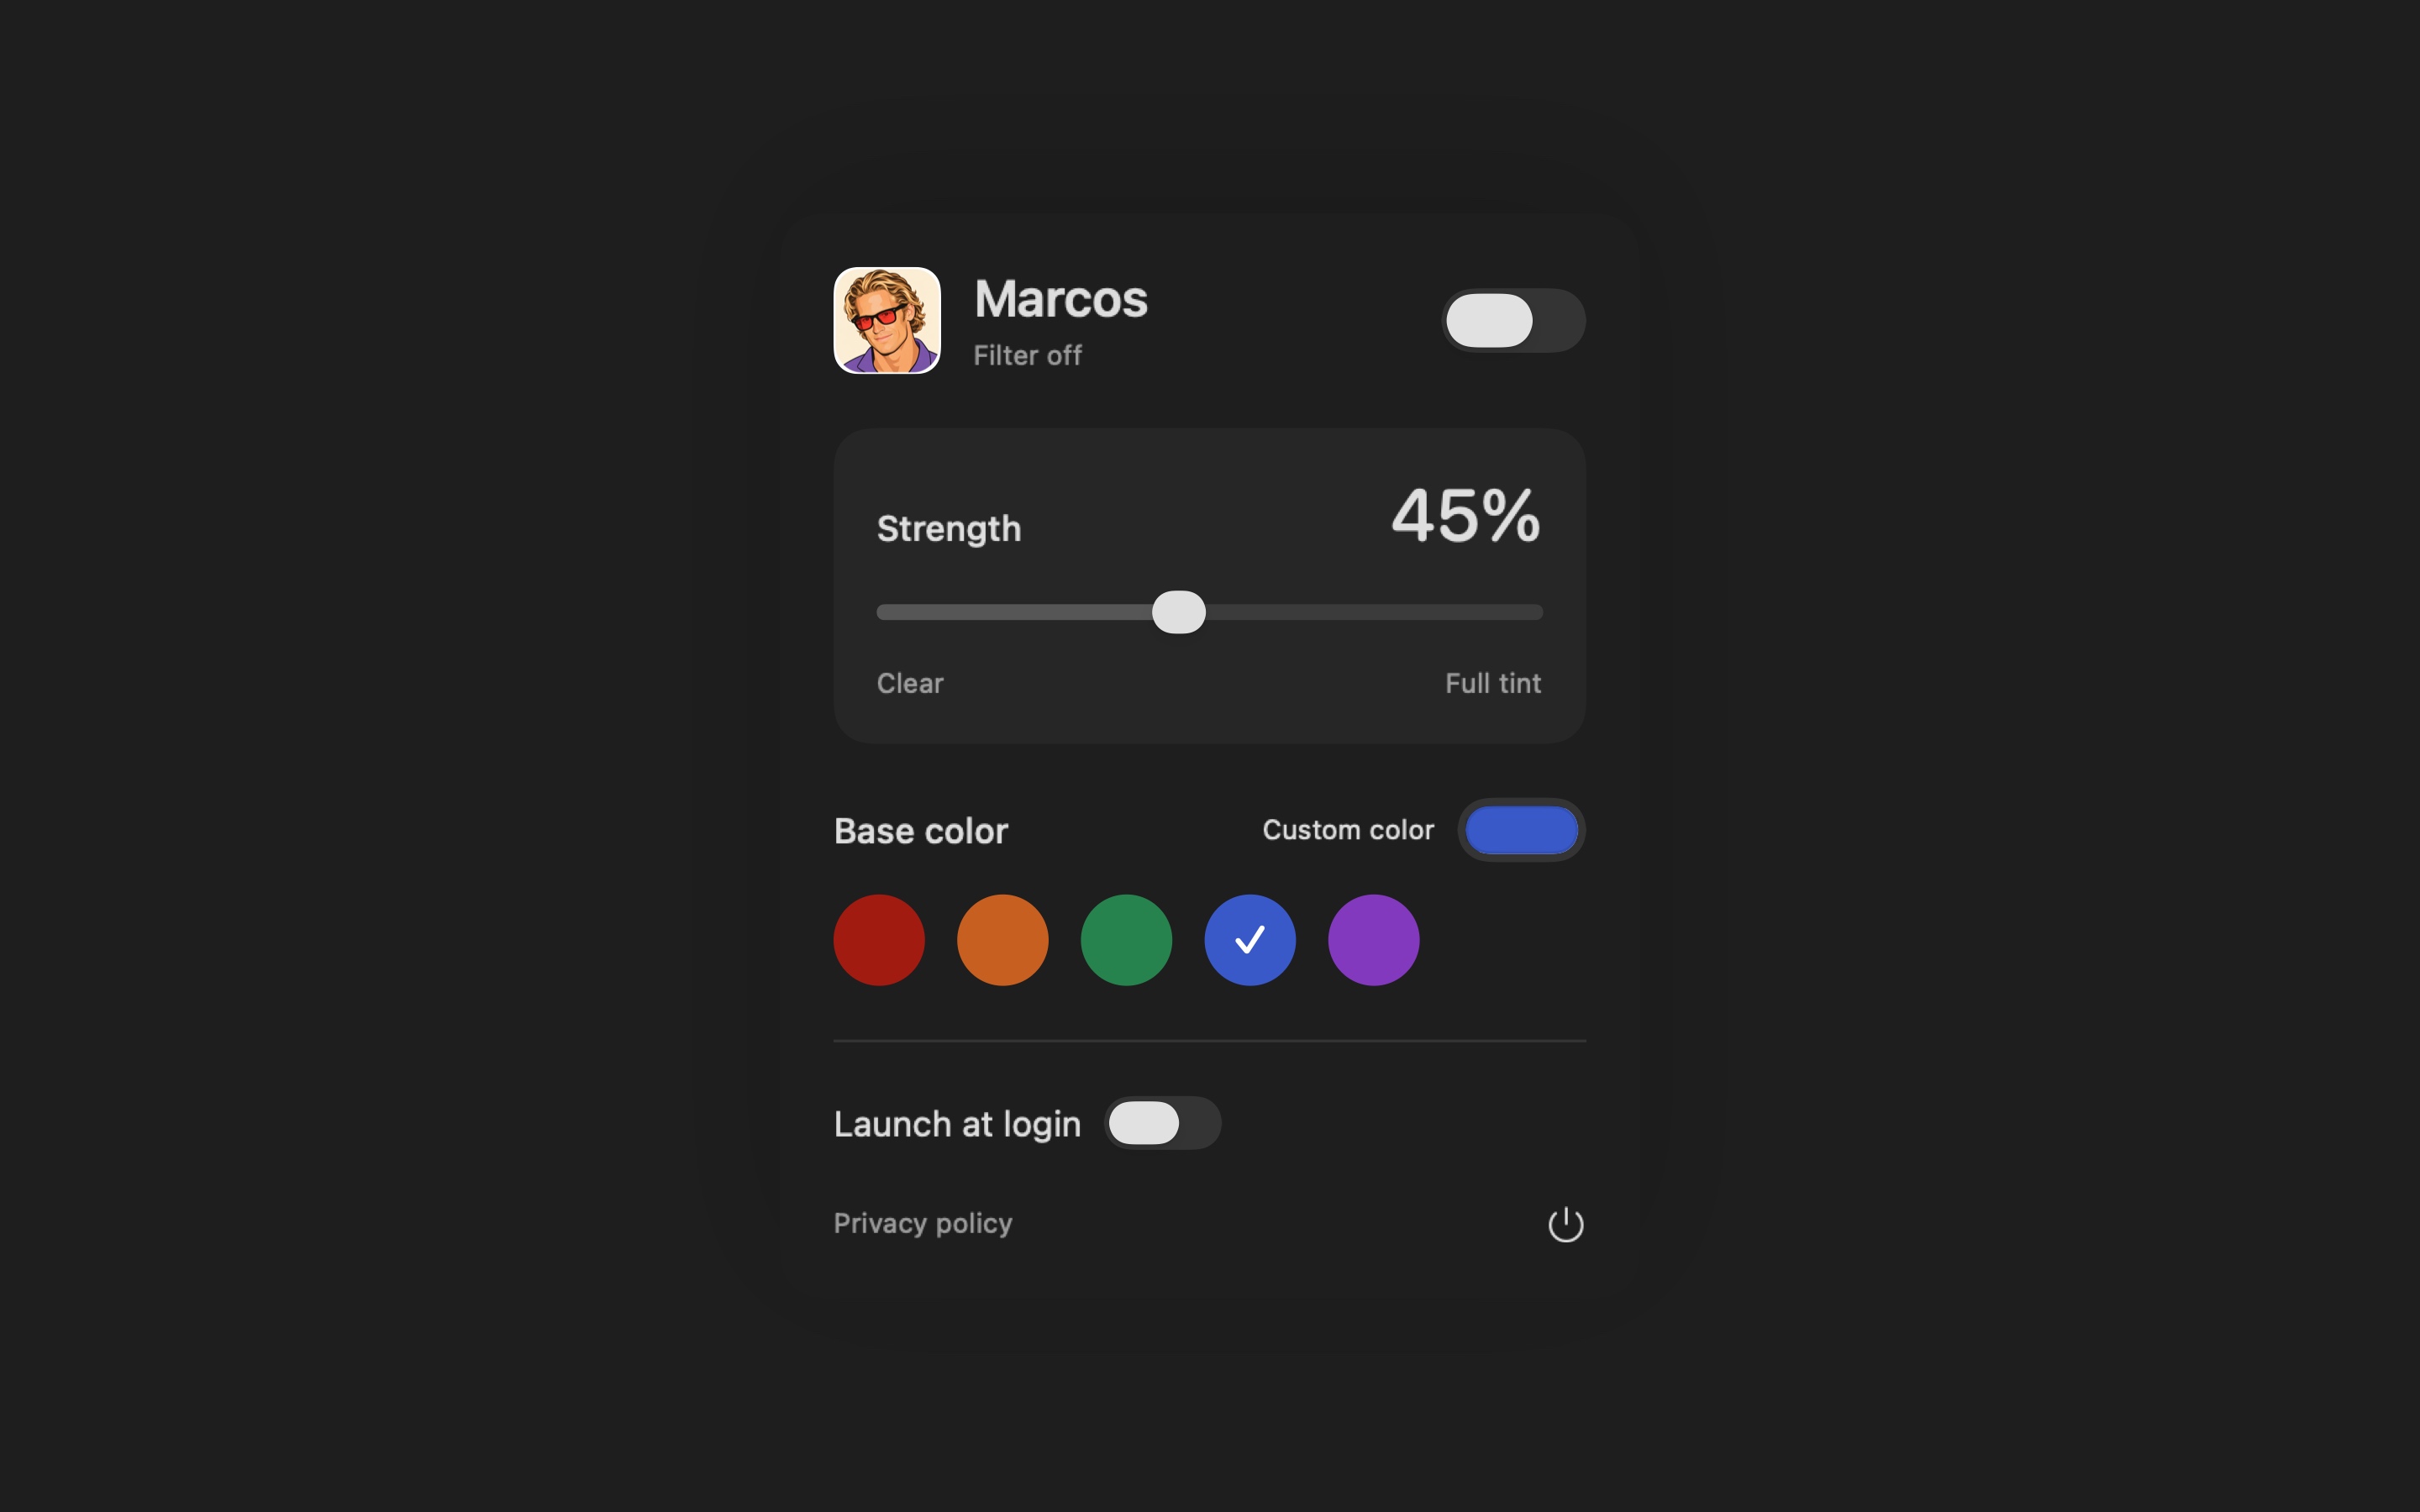 Marcos
Filter off
Strength
45%
Clear
Full tint
Base color
Custom color
Launch at login
Privacy policy